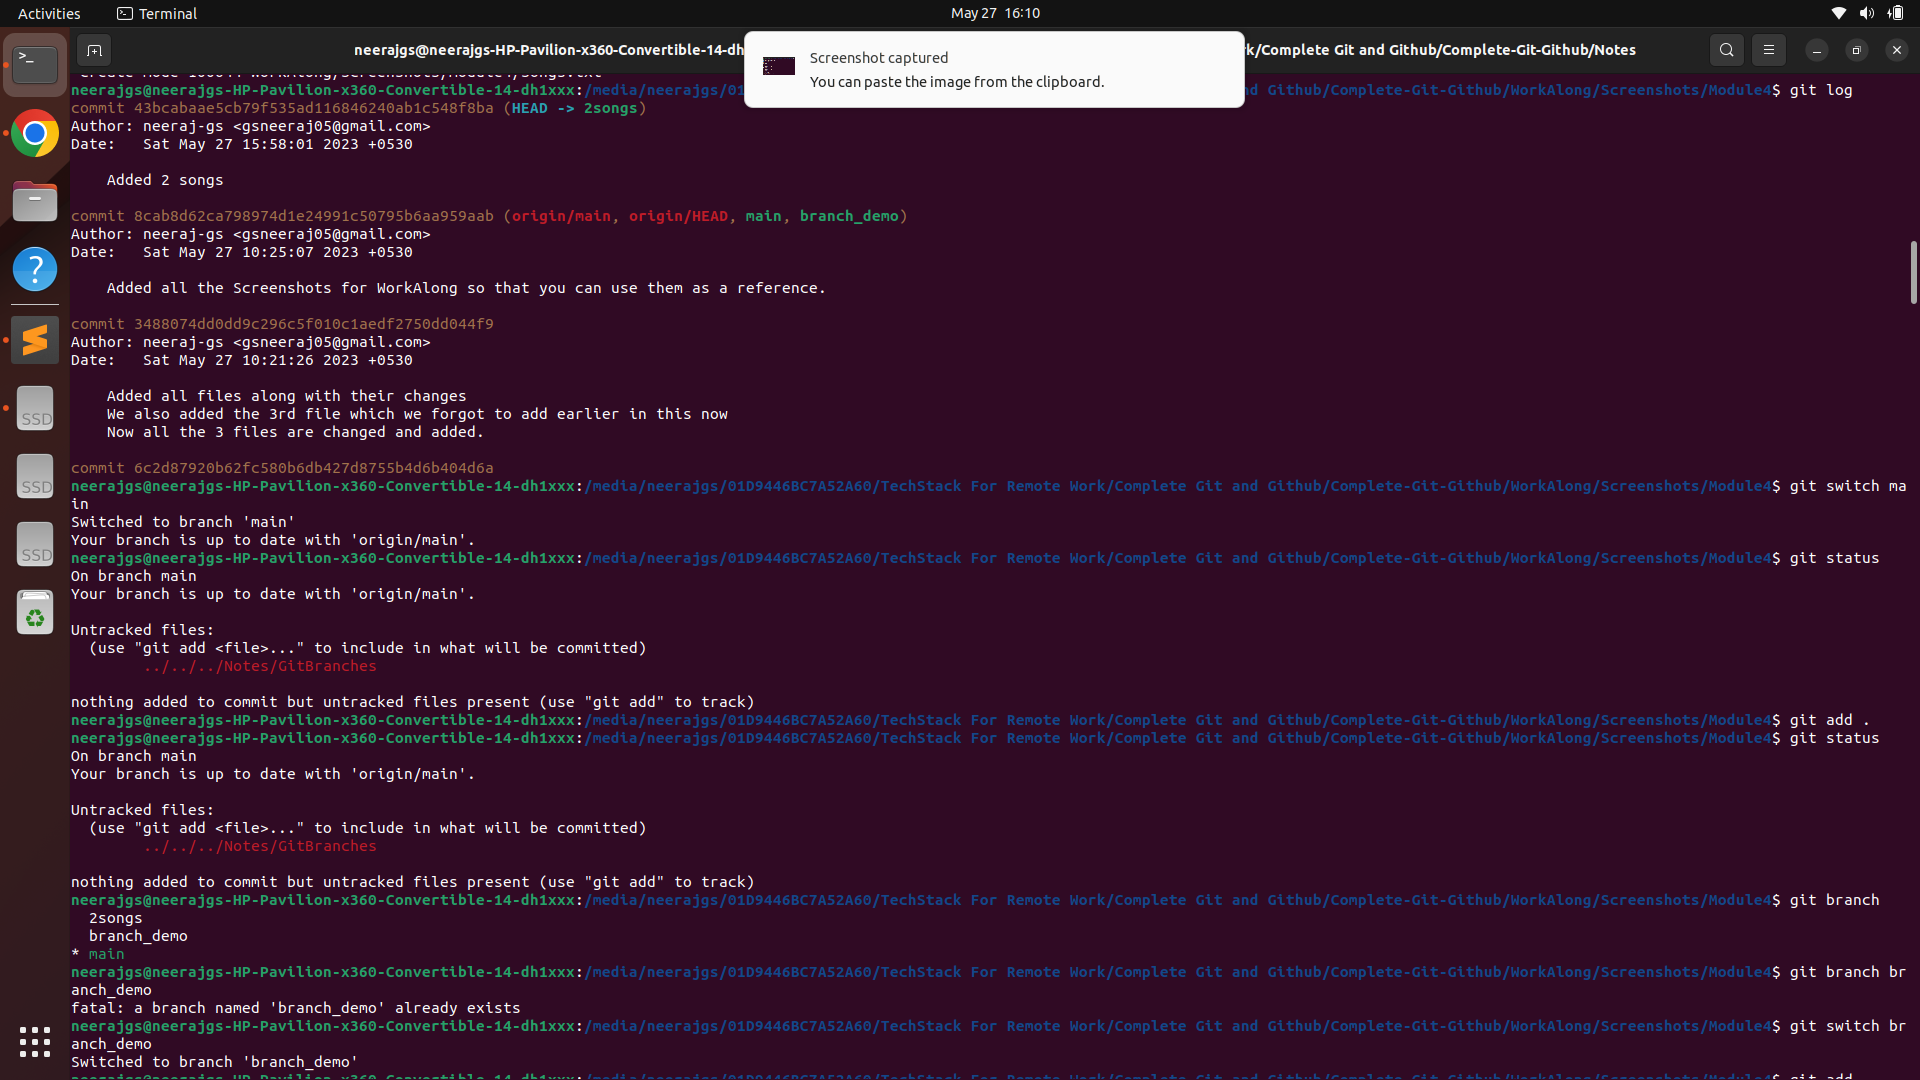 Activities
Terminal
May 27 16:10
neerajgs@neerajgs-HP-Pavilion-x360-Convertible-14-dh
k/Complete Git and Github/Complete-Git-Github/Notes
Screenshot captured
You can paste the image from the clipboard.
create mode 100644 WorkAlong/Screenshots/Module4/songs.txt
neerajgs@neerajgs-HP-Pavilion-x360-Convertible-14-dh1xxx:/media/neerajgs/01 nd Github/Complete-Git-Github/WorkAlong/Screenshots/Module4$ git log
commit 43bcabaae5cb79f535ad116846240ab1c548f8ba (HEAD -> 2songs)
Author: neeraj-gs <gsneeraj05@gmail.com>
Date:   Sat May 27 15:58:01 2023 +0530
Added 2 songs
commit 8cab8d62ca798974d1e24991c50795b6aa959aab (origin/main, origin/HEAD, main, branch_demo)
Author: neeraj-gs <gsneeraj05@gmail.com>
Date:   Sat May 27 10:25:07 2023 +0530
Added all the Screenshots for WorkAlong so that you can use them as a reference.
commit 3488074dd0dd9c296c5f010c1aedf2750dd044f9
Author: neeraj-gs <gsneeraj05@gmail.com>
Date:   Sat May 27 10:21:26 2023 +0530
Added all files along with their changes
We also added the 3rd file which we forgot to add earlier in this now
Now all the 3 files are changed and added.
commit 6c2d87920b62fc580b6db427d8755b4d6b404d6a
neerajgs@neerajgs-HP-Pavilion-x360-Convertible-14-dh1xxx:/media/neerajgs/01D9446BC7A52A60/TechStack For Remote Work/Complete Git and Github/Complete-Git-Github/WorkAlong/Screenshots/Module4$ git switch ma
in
Switched to branch 'main'
Your branch is up to date with 'origin/main'.
neerajgs@neerajgs-HP-Pavilion-x360-Convertible-14-dh1xxx:/media/neerajgs/01D9446BC7A52A60/TechStack For Remote Work/Complete Git and Github/Complete-Git-Github/WorkAlong/Screenshots/Module4$ git status
On branch main
Your branch is up to date with 'origin/main'.
Untracked files:
(use "git add <file>..." to include in what will be committed)
../../../Notes/GitBranches
nothing added to commit but untracked files present (use "git add" to track)
neerajgs@neerajgs-HP-Pavilion-x360-Convertible-14-dh1xxx:/media/neerajgs/01D9446BC7A52A60/TechStack For Remote Work/Complete Git and Github/Complete-Git-Github/WorkAlong/Screenshots/Module4$ git add .
neerajgs@neerajgs-HP-Pavilion-x360-Convertible-14-dh1xxx:/media/neerajgs/01D9446BC7A52A60/TechStack For Remote Work/Complete Git and Github/Complete-Git-Github/WorkAlong/Screenshots/Module4$ git status
On branch main
Your branch is up to date with 'origin/main'.
Untracked files:
(use "git add <file>..." to include in what will be committed)
../../../Notes/GitBranches
nothing added to commit but untracked files present (use "git add" to track)
neerajgs@neerajgs-HP-Pavilion-x360-Convertible-14-dh1xxx:/media/neerajgs/01D9446BC7A52A60/TechStack For Remote Work/Complete Git and Github/Complete-Git-Github/WorkAlong/Screenshots/Module4$ git branch
2songs
branch_demo
* main
neerajgs@neerajgs-HP-Pavilion-x360-Convertible-14-dh1xxx:/media/neerajgs/01D9446BC7A52A60/TechStack For Remote Work/Complete Git and Github/Complete-Git-Github/WorkAlong/Screenshots/Module4$ git branch br
anch_demo
fatal: a branch named 'branch_demo' already exists
neerajgs@neerajgs-HP-Pavilion-x360-Convertible-14-dh1xxx:/media/neerajgs/01D9446BC7A52A60/TechStack For Remote Work/Complete Git and Github/Complete-Git-Github/WorkAlong/Screenshots/Module4$ git switch br
anch_demo
Switched to branch 'branch_demo'
SSD
SSD
SSD